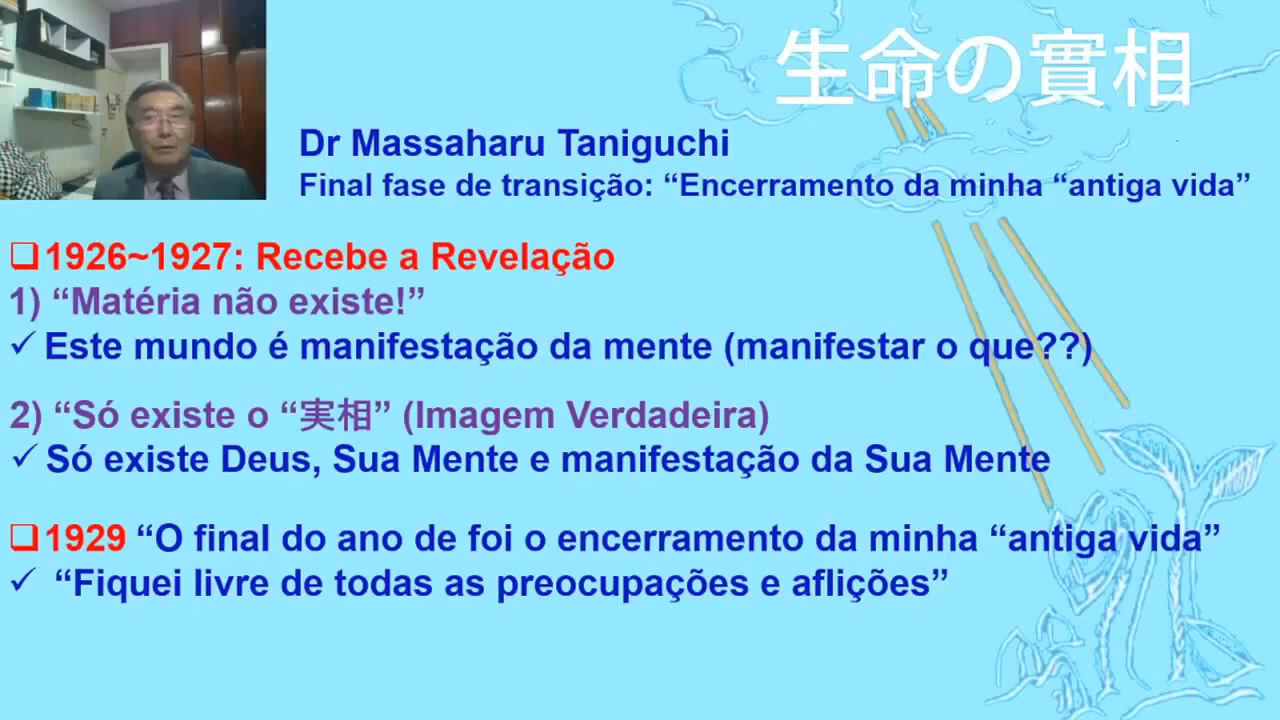 生命の實相
Dr Massaharu Taniguchi
Final fase de transição: “Encerramento da minha “antiga vida”
1926~1927: Recebe a Revelação
1) “Matéria não existe!”
✓ Este mundo é manifestação da mente (manifestar o que??)
2) “Só existe o “実相” (Imagem Verdadeira)
✓ Só existe Deus, Sua Mente e manifestação da Sua Mente
1929 “O final do ano de foi o encerramento da minha “antiga vida”
✓ “Fiquei livre de todas as preocupações e aflições”